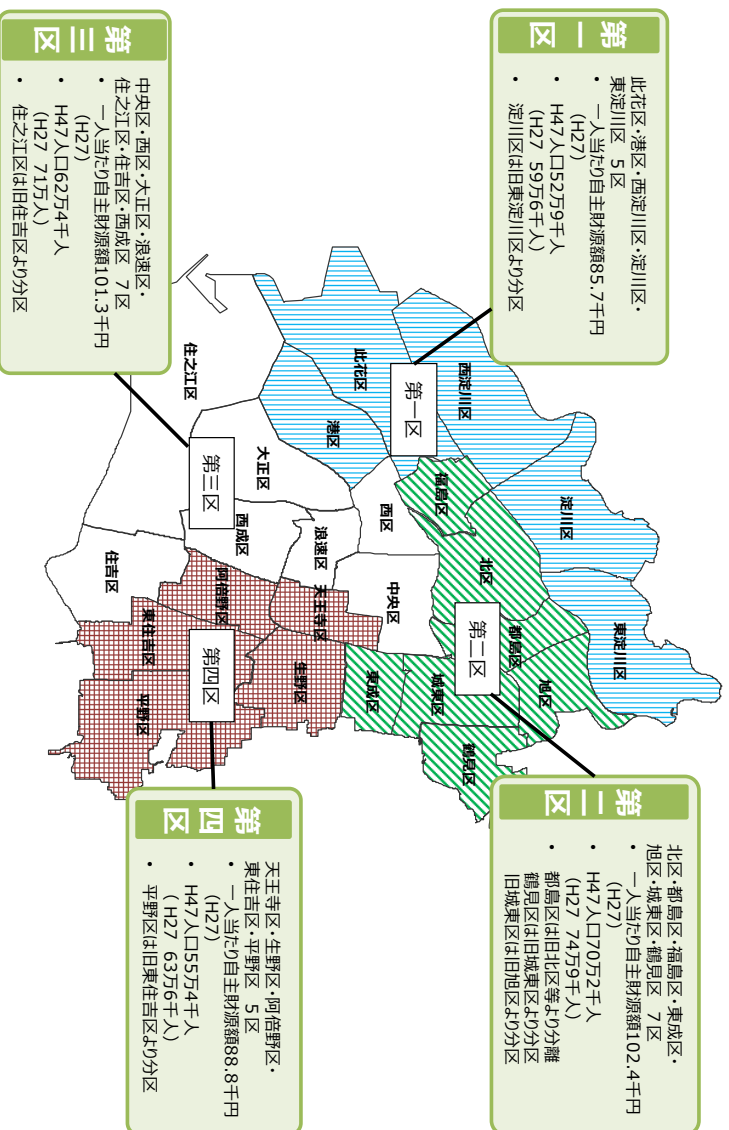 第一区
此花区・港区・西淀川区・淀川区・
東淀川区 5区
• 一人当たり自主財源額85.7千円
(H27)
• H47人口52万9千人
(H27 59万6千人)
• 淀川区は旧東淀川区より分区
第二区
北区・都島区・福島区・東成区・
旭区・城東区・鶴見区 7区
• 一人当たり自主財源額102.4千円
(H27)
• H47人口70万2千人
(H27 74万9千人)
• 都島区は旧北区等より分離
鶴見区は旧城東区より分区
旧城東区は旧旭区より分区
第三区
中央区・西区・大正区・浪速区・
住之江区・住吉区・西成区 7区
• 一人当たり自主財源額101.3千円
(H27)
• H47人口62万4千人
(H27 71万人)
• 住之江区は旧住吉区より分区
第四区
天王寺区・生野区・阿倍野区・
東住吉区・平野区 5区
• 一人当たり自主財源額88.8千円
(H27)
• H47人口55万4千人
( H27 63万6千人)
• 平野区は旧東住吉区より分区
東淀川区
淀川区
西淀川区
旭区
都島区
北区
福島区
鶴見区
城東区
東成区
此花区
港区
西区
中央区
大正区
浪速区
天王寺区
生野区
西成区
阿倍野区
住之江区
住吉区
東住吉区
平野区
第一区
第二区
第三区
第四区